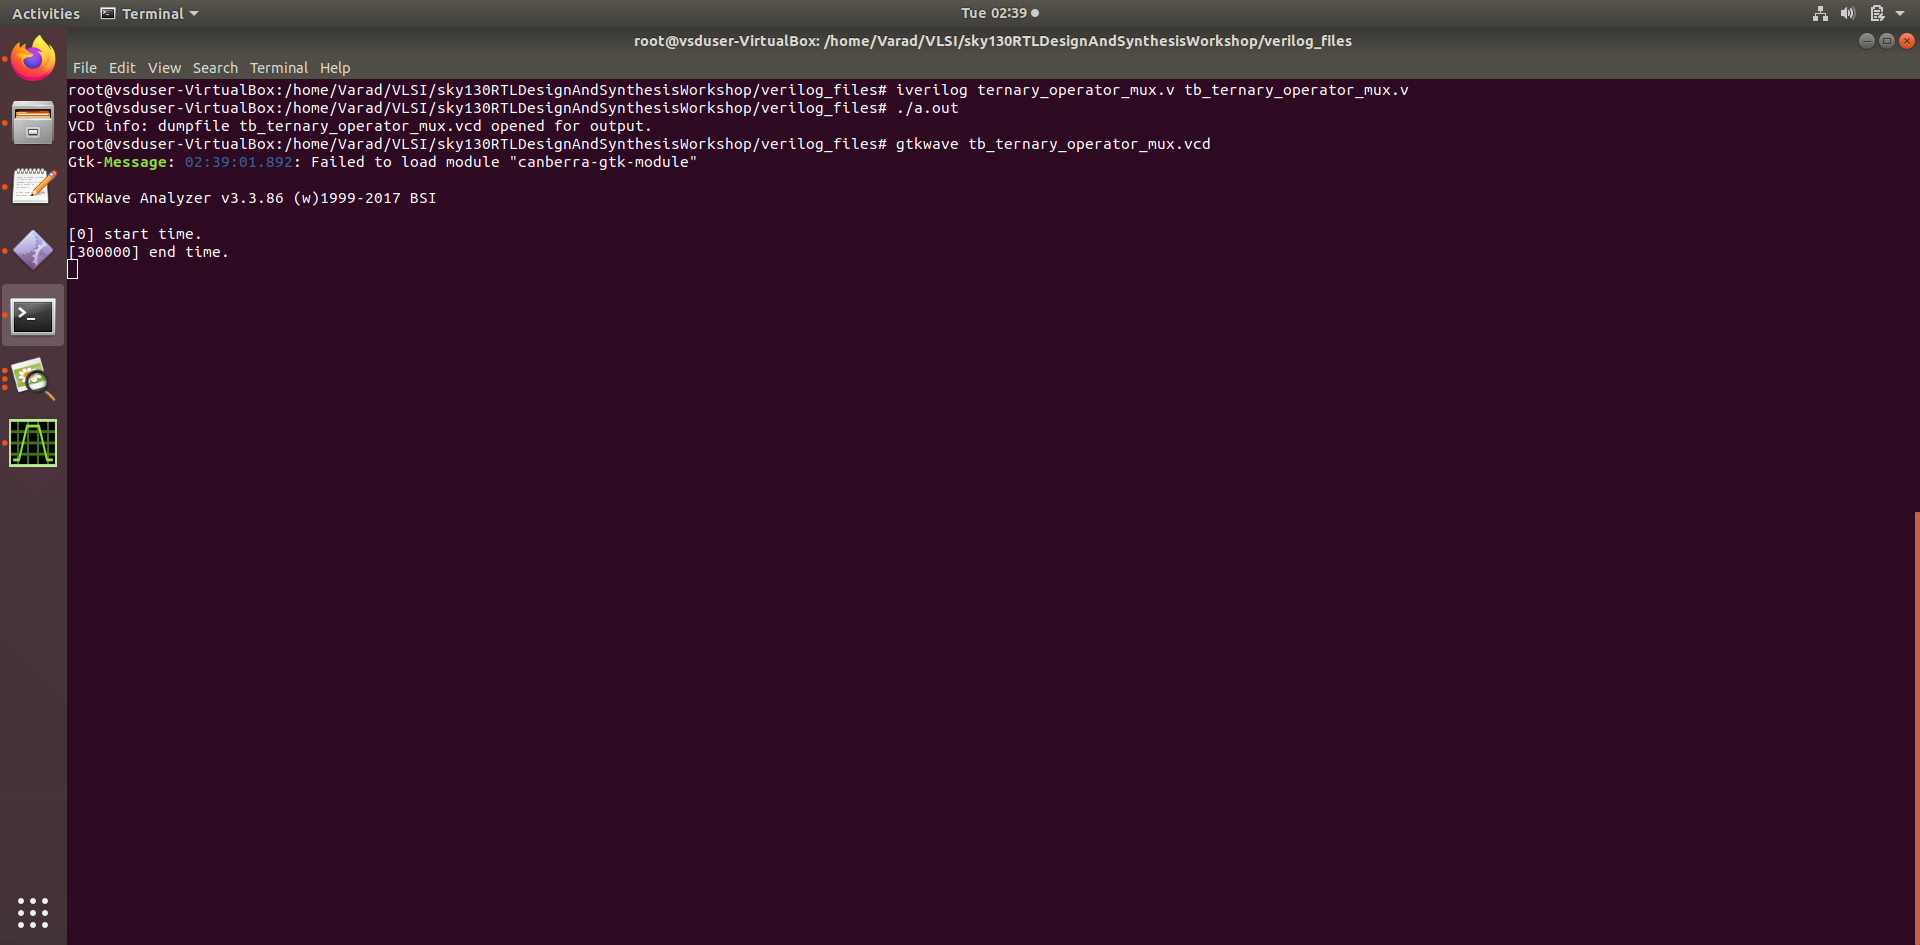 Activities Terminal Tue 02:39
root@vsduser-VirtualBox: /home/Varad/VLSI/sky130RTLDesignAndSynthesisWorkshop/verilog_files
File Edit View Search Terminal Help
root@vsduser-VirtualBox:/home/Varad/VLSI/sky130RTLDesignAndSynthesisWorkshop/verilog_files# iverilog ternary_operator_mux.v tb_ternary_operator_mux.v
root@vsduser-VirtualBox:/home/Varad/VLSI/sky130RTLDesignAndSynthesisWorkshop/verilog_files# ./a.out
VCD info: dumpfile tb_ternary_operator_mux.vcd opened for output.
root@vsduser-VirtualBox:/home/Varad/VLSI/sky130RTLDesignAndSynthesisWorkshop/verilog_files# gtkwave tb_ternary_operator_mux.vcd
Gtk-Message: 02:39:01.892: Failed to load module "canberra-gtk-module"
GTKWave Analyzer v3.3.86 (w)1999-2017 BSI
[0] start time.
[300000] end time.